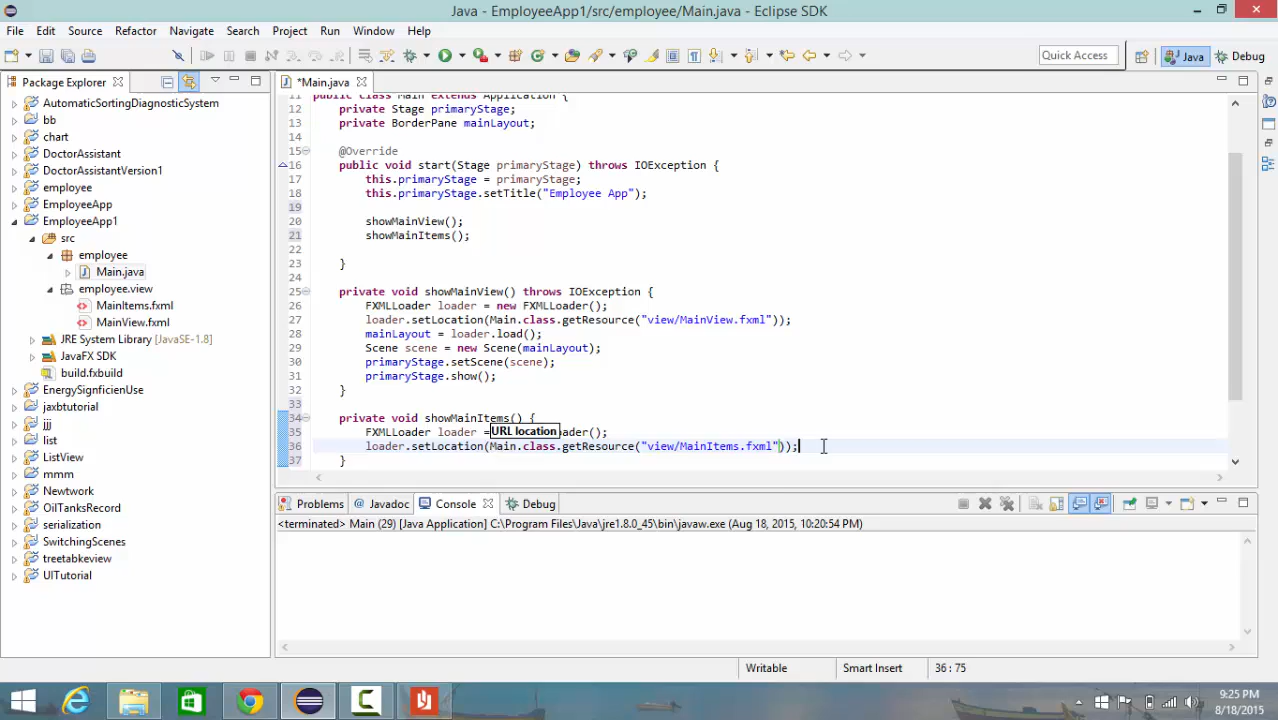 Java - EmployeeApp1/src/employee/Main.java - Eclipse SDK
File Edit Source Refactor Navigate Search Project Run Window Help
Quick Access Java Debug
Package Explorer
AutomaticSortingDiagnosticSystem
bb
chart
DoctorAssistant
DoctorAssistantVersion1
employee
EmployeeApp
EmployeeApp1
src
employee
Main.java
employee.view
MainItems.fxml
MainView.fxml
JRE System Library [JavaSE-1.8]
JavaFX SDK
build.fxbuild
EnergySignficienUse
jaxbtutorial
jjj
list
ListView
mmm
Newtwork
OilTanksRecord
serialization
SwitchingScenes
treetabkeview
UITutorial
*Main.java
11 public class Main extends Application {
12 private Stage primaryStage;
13 private BorderPane mainLayout;
14
15 @Override
16 public void start(Stage primaryStage) throws IOException {
17 this.primaryStage = primaryStage;
18 this.primaryStage.setTitle("Employee App");
19
20 showMainView();
21 showMainItems();
22
23 }
24
25 private void showMainView() throws IOException {
26 FXMLLoader loader = new FXMLLoader();
27 loader.setLocation(Main.class.getResource("view/MainView.fxml"));
28 mainLayout = loader.load();
29 Scene scene = new Scene(mainLayout);
30 primaryStage.setScene(scene);
31 primaryStage.show();
32 }
33
34 private void showMainItems() {
35 FXMLLoader loader = URL location ader();
36 loader.setLocation(Main.class.getResource("view/MainItems.fxml"));
37 }
Problems @ Javadoc Console Debug
<terminated> Main (29) [Java Application] C:\Program Files\Java\jre1.8.0_45\bin\javaw.exe (Aug 18, 2015, 10:20:54 PM)
Writable Smart Insert 36 : 75
9:25 PM
8/18/2015